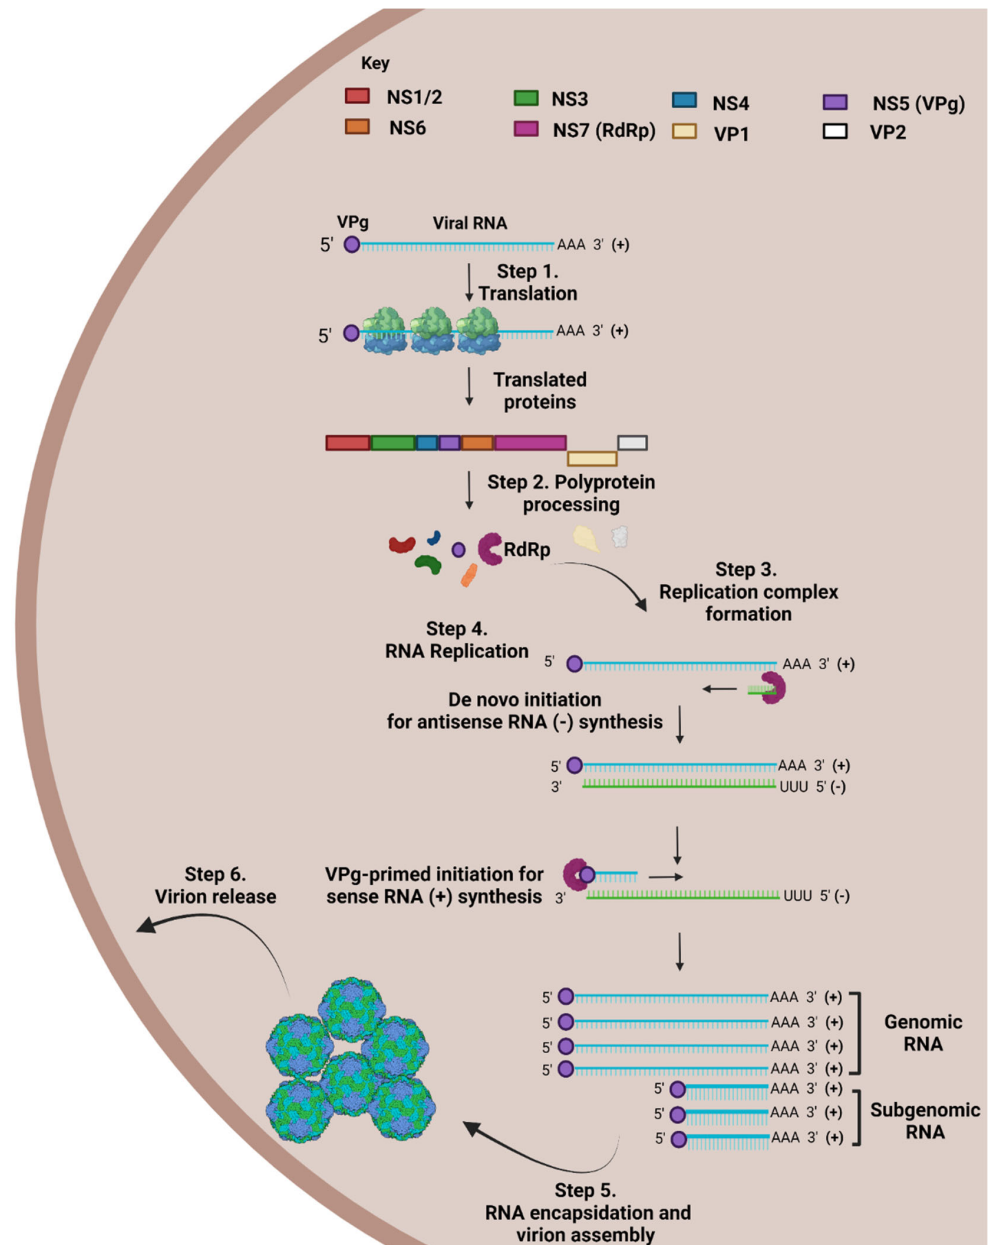 Key
NS1/2
NS3
NS4
NS5 (VPg)
NS6
NS7 (RdRp)
VP1
VP2
VPg
Viral RNA
5' AAA 3' (+)
Step 1.
Translation
5' AAA 3' (+)
Translated
proteins
Step 2. Polyprotein
processing
RdRp
Step 3.
Replication complex
formation
Step 4.
RNA Replication
5' AAA 3' (+)
De novo initiation
for antisense RNA (-) synthesis
5' AAA 3' (+)
3' UUU 5' (-)
VPg-primed initiation for
sense RNA (+) synthesis
3' UUU 5' (-)
Step 6.
Virion release
5' AAA 3' (+)
5' AAA 3' (+)
5' AAA 3' (+)
5' AAA 3' (+)
Genomic
RNA
5' AAA 3' (+)
5' AAA 3' (+)
5' AAA 3' (+)
Subgenomic
RNA
Step 5.
RNA encapsidation and
virion assembly